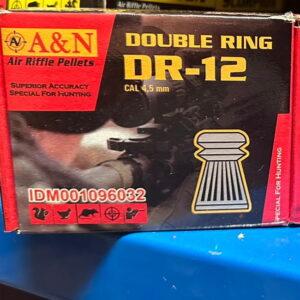 A&N
Air Riffle Pellets
SUPERIOR ACCURACY
SPECIAL FOR HUNTING
DOUBLE RING
DR-12
CAL 4,5 mm
IDM001096032
SPECIAL FOR HUNTING